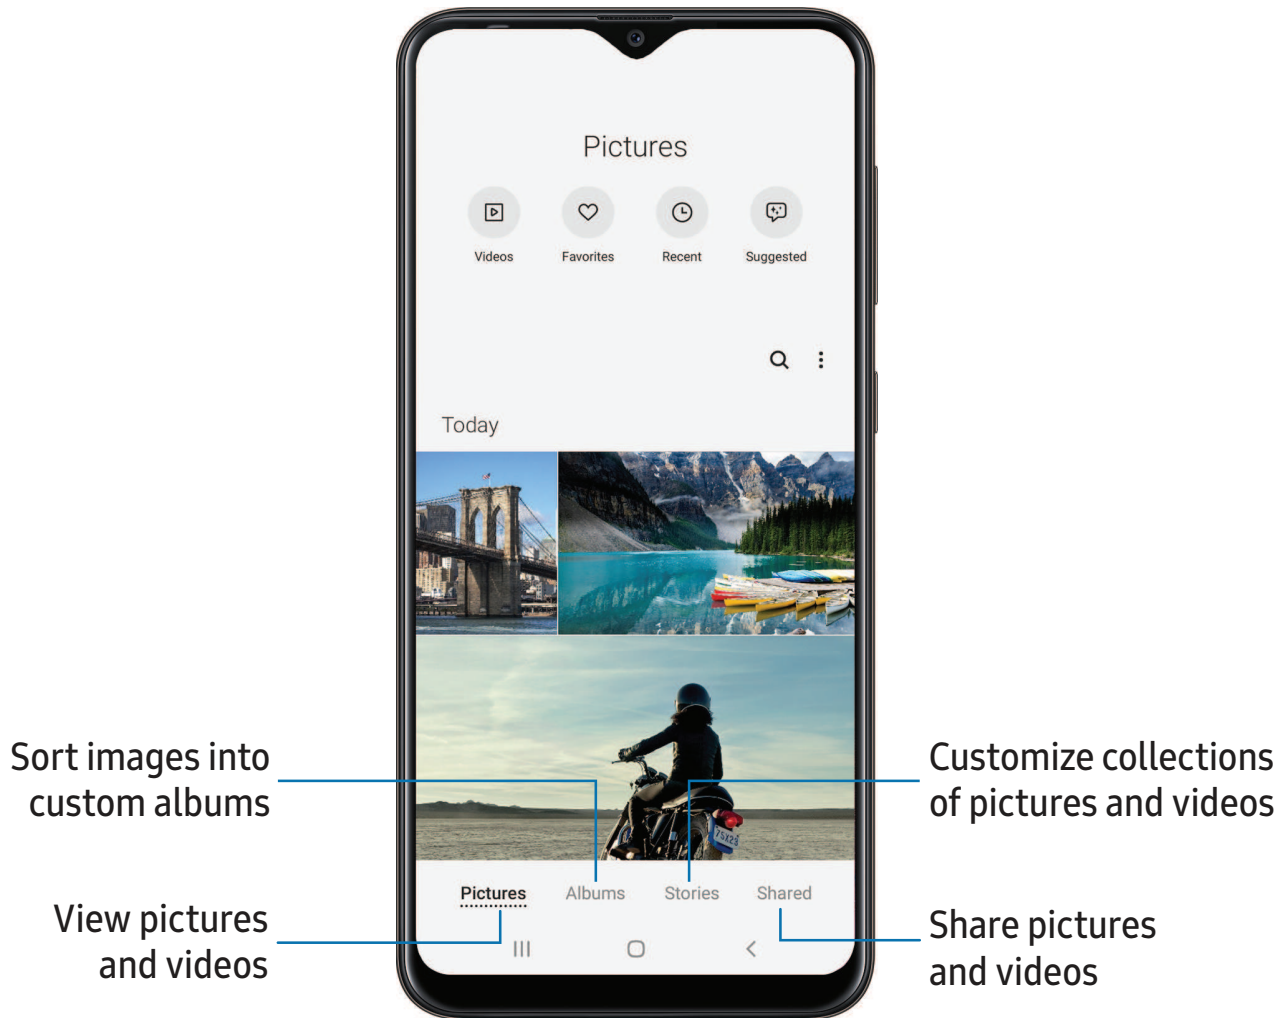 Pictures
Videos Favorites Recent Suggested
Today
Sort images into
custom albums
Customize collections
of pictures and videos
Pictures Albums Stories Shared
View pictures
and videos
Share pictures
and videos